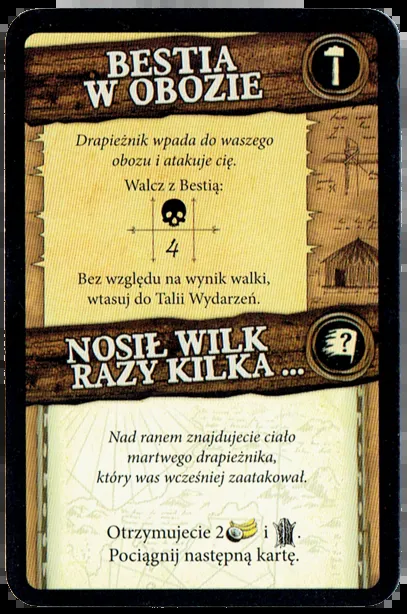 BESTIA
W OBOZIE
Drapieżnik wpada do waszego
obozu i atakuje cię.
Walcz z Bestią:
4
Bez względu na wynik walki,
wtasuj do Talii Wydarzeń.
NOSIŁ WILK
RAZY KILKA ...
?
Nad ranem znajdujecie ciało
martwego drapieżnika,
który was wcześniej zaatakował.
Otrzymujecie 2 i .
Pociągnij następną kartę.